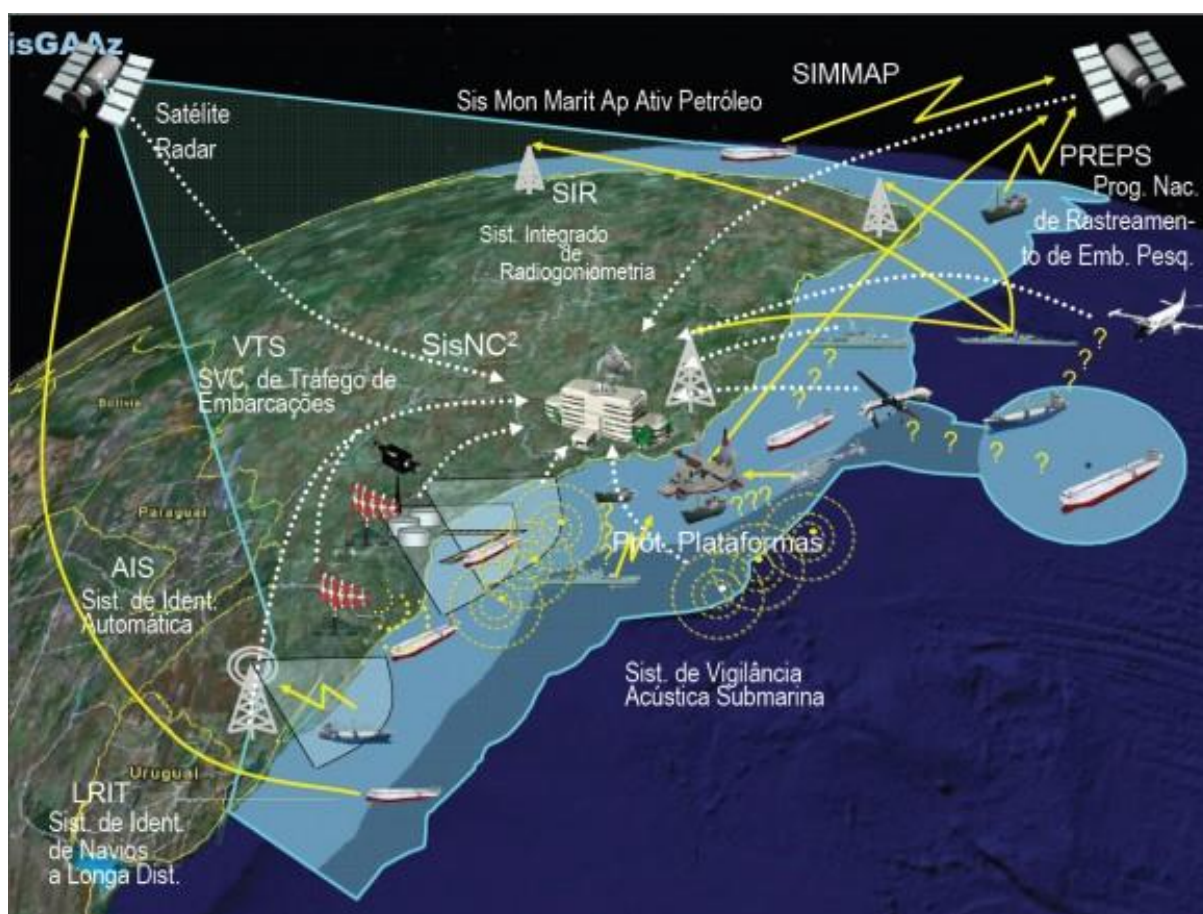 isGAAz
Satélite
Radar
SIMMAP
Sis Mon Marit Ap Ativ Petróleo
PREPS
Prog. Nac.
de Rastreamen-
to de Emb. Pesq.
SIR
Sist. Integrado
de
Radiogoniometria
VTS
SVC. de Tráfego de
Embarcações
SisNC²
Bolivia
Paraguai
AIS
Sist. de Ident.
Automática
? ? ? ? ? ? ?
? ? ? ?
???
Prot. Plataformas
Sist. de Vigilância
Acústica Submarina
Uruguai
LRIT
Sist. de Ident.
de Navios
a Longa Dist.